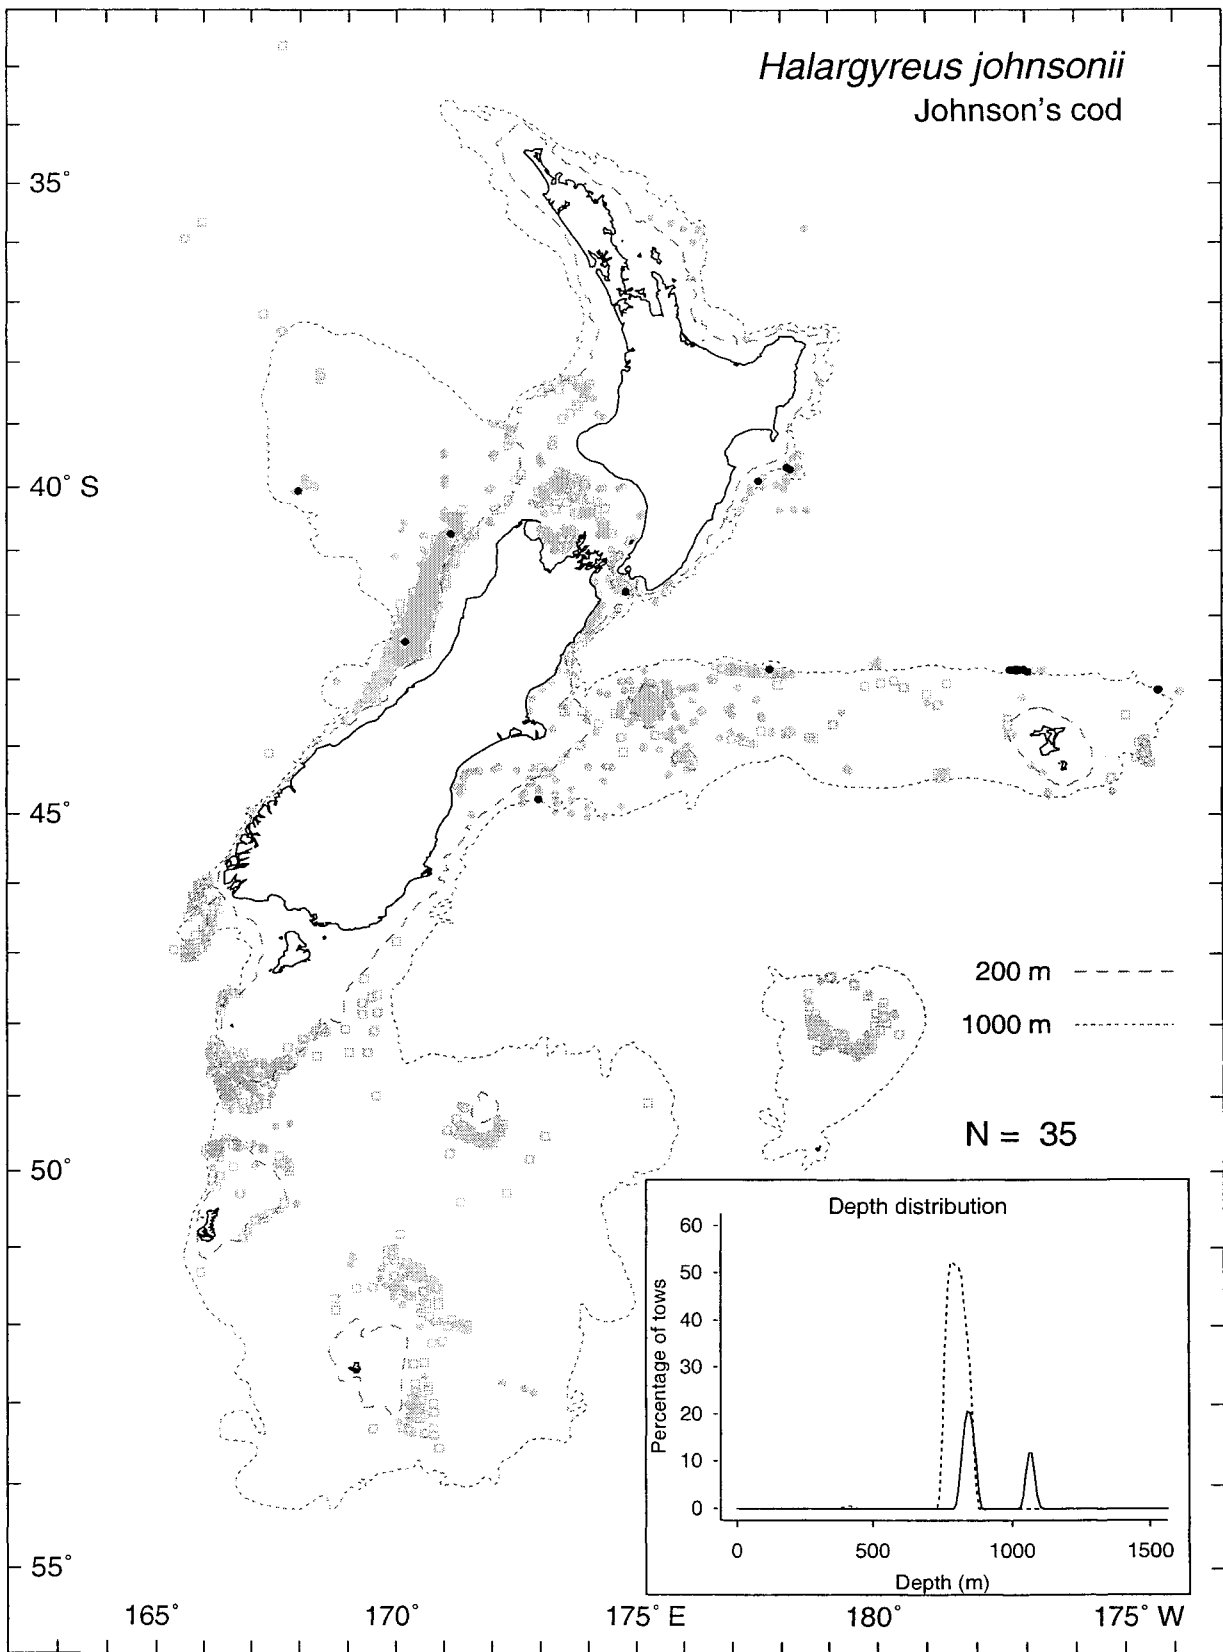 Halargyreus johnsonii
Johnson's cod
35°
40° S
45°
200 m
1000 m
N = 35
50°
Depth distribution
60
50
40
30
20
10
0
Percentage of tows
0 500 1000 1500
Depth (m)
55°
165° 170° 175° E 180° 175° W